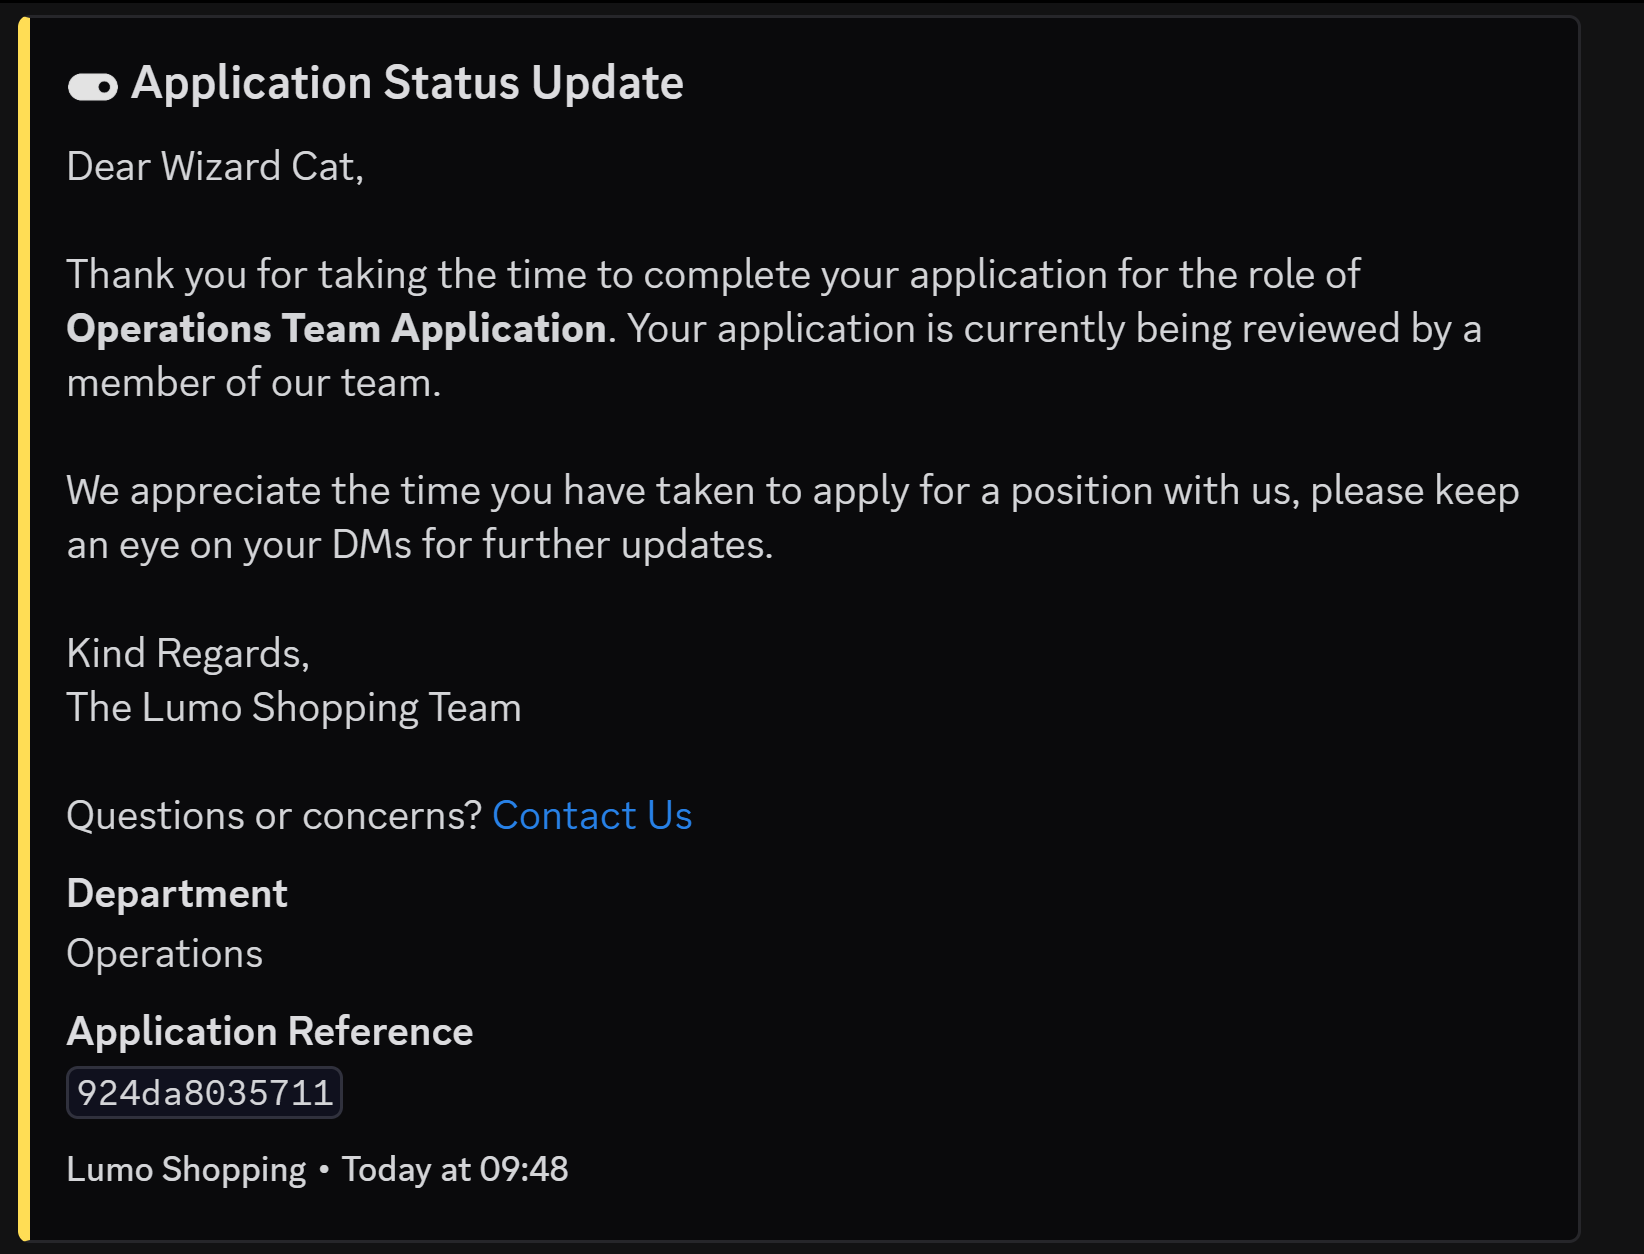 Application Status Update
Dear Wizard Cat,
Thank you for taking the time to complete your application for the role of
Operations Team Application. Your application is currently being reviewed by a
member of our team.
We appreciate the time you have taken to apply for a position with us, please keep
an eye on your DMs for further updates.
Kind Regards,
The Lumo Shopping Team
Questions or concerns? Contact Us
Department
Operations
Application Reference
924da8035711
Lumo Shopping • Today at 09:48